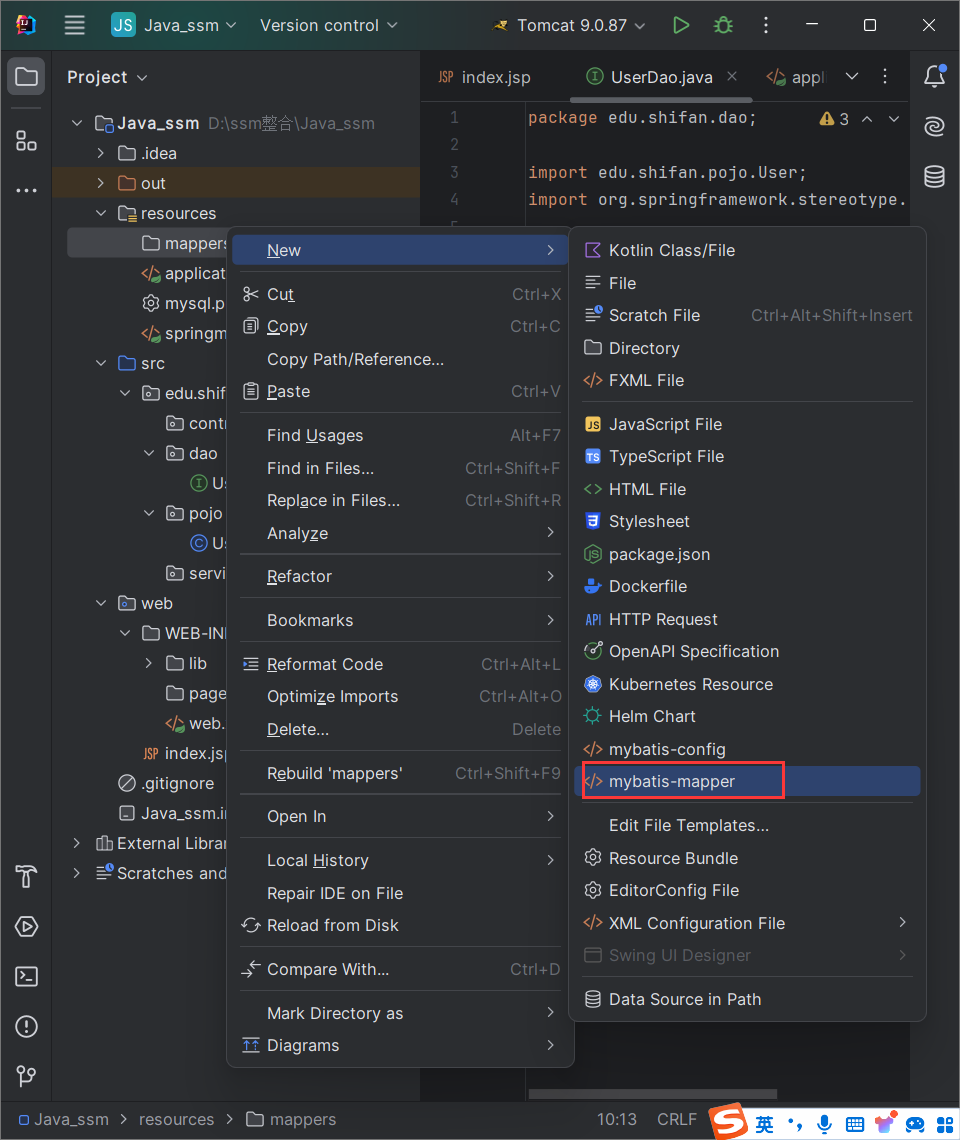 JS Java_ssm Version control Tomcat 9.0.87
Project
JSP index.jsp UserDao.java appl
Java_ssm D:\ssm整合\Java_ssm
.idea
out
resources
mappers
applicat
mysql.p
springm
src
edu.shif
contr
dao
Us
pojo
Us
servi
web
WEB-INF
lib
page
web.
JSP index.jsp
.gitignore
Java_ssm.im
External Librar
Scratches and
1 package edu.shifan.dao; 3
2
3 import edu.shifan.pojo.User;
4 import org.springframework.stereotype.
5
New
Cut Ctrl+X
Copy Ctrl+C
Copy Path/Reference...
Paste Ctrl+V
Find Usages Alt+F7
Find in Files... Ctrl+Shift+F
Replace in Files... Ctrl+Shift+R
Analyze
Refactor
Bookmarks
Reformat Code Ctrl+Alt+L
Optimize Imports Ctrl+Alt+O
Delete... Delete
Rebuild 'mappers' Ctrl+Shift+F9
Open In
Local History
Repair IDE on File
Reload from Disk
Compare With... Ctrl+D
Mark Directory as
Diagrams
Kotlin Class/File
File
Scratch File Ctrl+Alt+Shift+Insert
Directory
FXML File
JS JavaScript File
TS TypeScript File
HTML File
Stylesheet
package.json
Dockerfile
API HTTP Request
OpenAPI Specification
Kubernetes Resource
Helm Chart
mybatis-config
mybatis-mapper
Edit File Templates...
Resource Bundle
EditorConfig File
XML Configuration File
Swing UI Designer
Data Source in Path
Java_ssm resources mappers 10:13 CRLF
S 英